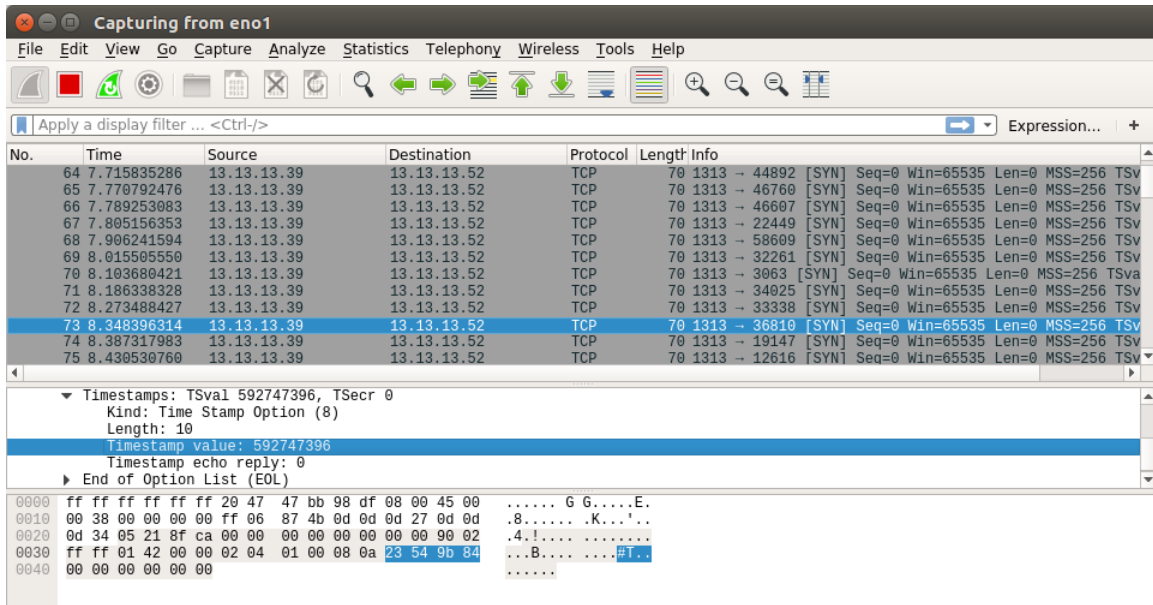 Capturing from eno1
File Edit View Go Capture Analyze Statistics Telephony Wireless Tools Help
Apply a display filter ... <Ctrl-/> Expression... +
No. Time Source Destination Protocol Length Info
64 7.715835286 13.13.13.39 13.13.13.52 TCP 70 1313 → 44892 [SYN] Seq=0 Win=65535 Len=0 MSS=256 TSv
65 7.770792476 13.13.13.39 13.13.13.52 TCP 70 1313 → 46760 [SYN] Seq=0 Win=65535 Len=0 MSS=256 TSv
66 7.789253083 13.13.13.39 13.13.13.52 TCP 70 1313 → 46607 [SYN] Seq=0 Win=65535 Len=0 MSS=256 TSv
67 7.805156353 13.13.13.39 13.13.13.52 TCP 70 1313 → 22449 [SYN] Seq=0 Win=65535 Len=0 MSS=256 TSv
68 7.906241594 13.13.13.39 13.13.13.52 TCP 70 1313 → 58609 [SYN] Seq=0 Win=65535 Len=0 MSS=256 TSv
69 8.015505550 13.13.13.39 13.13.13.52 TCP 70 1313 → 32261 [SYN] Seq=0 Win=65535 Len=0 MSS=256 TSv
70 8.103680421 13.13.13.39 13.13.13.52 TCP 70 1313 → 3063 [SYN] Seq=0 Win=65535 Len=0 MSS=256 TSva
71 8.186338328 13.13.13.39 13.13.13.52 TCP 70 1313 → 34025 [SYN] Seq=0 Win=65535 Len=0 MSS=256 TSv
72 8.273488427 13.13.13.39 13.13.13.52 TCP 70 1313 → 33338 [SYN] Seq=0 Win=65535 Len=0 MSS=256 TSv
73 8.348396314 13.13.13.39 13.13.13.52 TCP 70 1313 → 36810 [SYN] Seq=0 Win=65535 Len=0 MSS=256 TSv
74 8.387317983 13.13.13.39 13.13.13.52 TCP 70 1313 → 19147 [SYN] Seq=0 Win=65535 Len=0 MSS=256 TSv
75 8.430530760 13.13.13.39 13.13.13.52 TCP 70 1313 → 12616 [SYN] Seq=0 Win=65535 Len=0 MSS=256 TSv
Timestamps: TSval 592747396, TSecr 0
Kind: Time Stamp Option (8)
Length: 10
Timestamp value: 592747396
Timestamp echo reply: 0
End of Option List (EOL)
0000 ff ff ff ff ff ff 20 47 47 bb 98 df 08 00 45 00 ...... G G.....E.
0010 00 38 00 00 00 00 ff 06 87 4b 0d 0d 0d 27 0d 0d .8...... .K...'..
0020 0d 34 05 21 8f ca 00 00 00 00 00 00 00 00 90 02 .4.!.... ........
0030 ff ff 01 42 00 00 02 04 01 00 08 0a 23 54 9b 84 ...B.... ....#T..
0040 00 00 00 00 00 00 ......